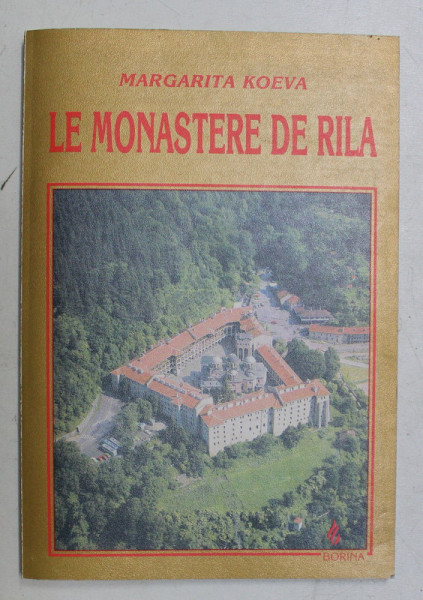 MARGARITA KOEVA
LE MONASTERE DE RILA
BORINA